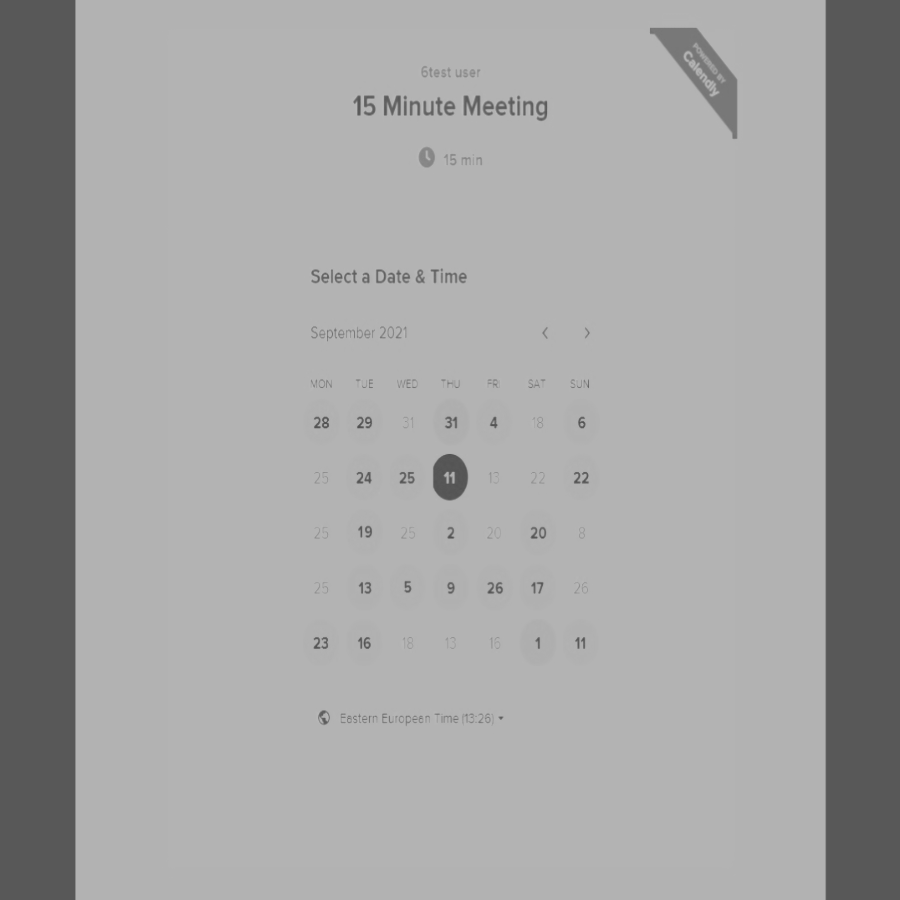 POWERED BY
Calendly
6test user
15 Minute Meeting
15 min
Select a Date & Time
September 2021
MON TUE WED THU FRI SAT SUN
28 29 31 31 4 18 6
25 24 25 11 13 22 22
25 19 25 2 20 20 8
25 13 5 9 26 17 26
23 16 18 13 16 1 11
Eastern European Time (13:26)